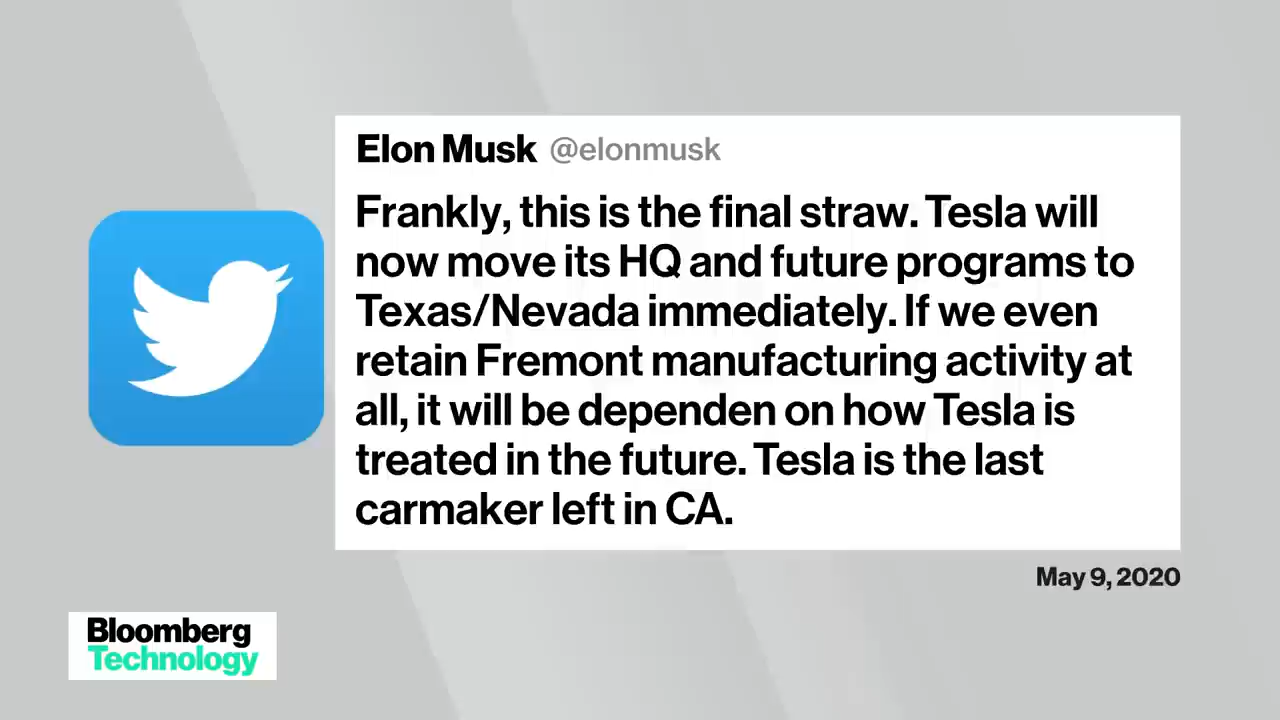 Elon Musk @elonmusk
Frankly, this is the final straw. Tesla will
now move its HQ and future programs to
Texas/Nevada immediately. If we even
retain Fremont manufacturing activity at
all, it will be dependen on how Tesla is
treated in the future. Tesla is the last
carmaker left in CA.
May 9, 2020
Bloomberg
Technology